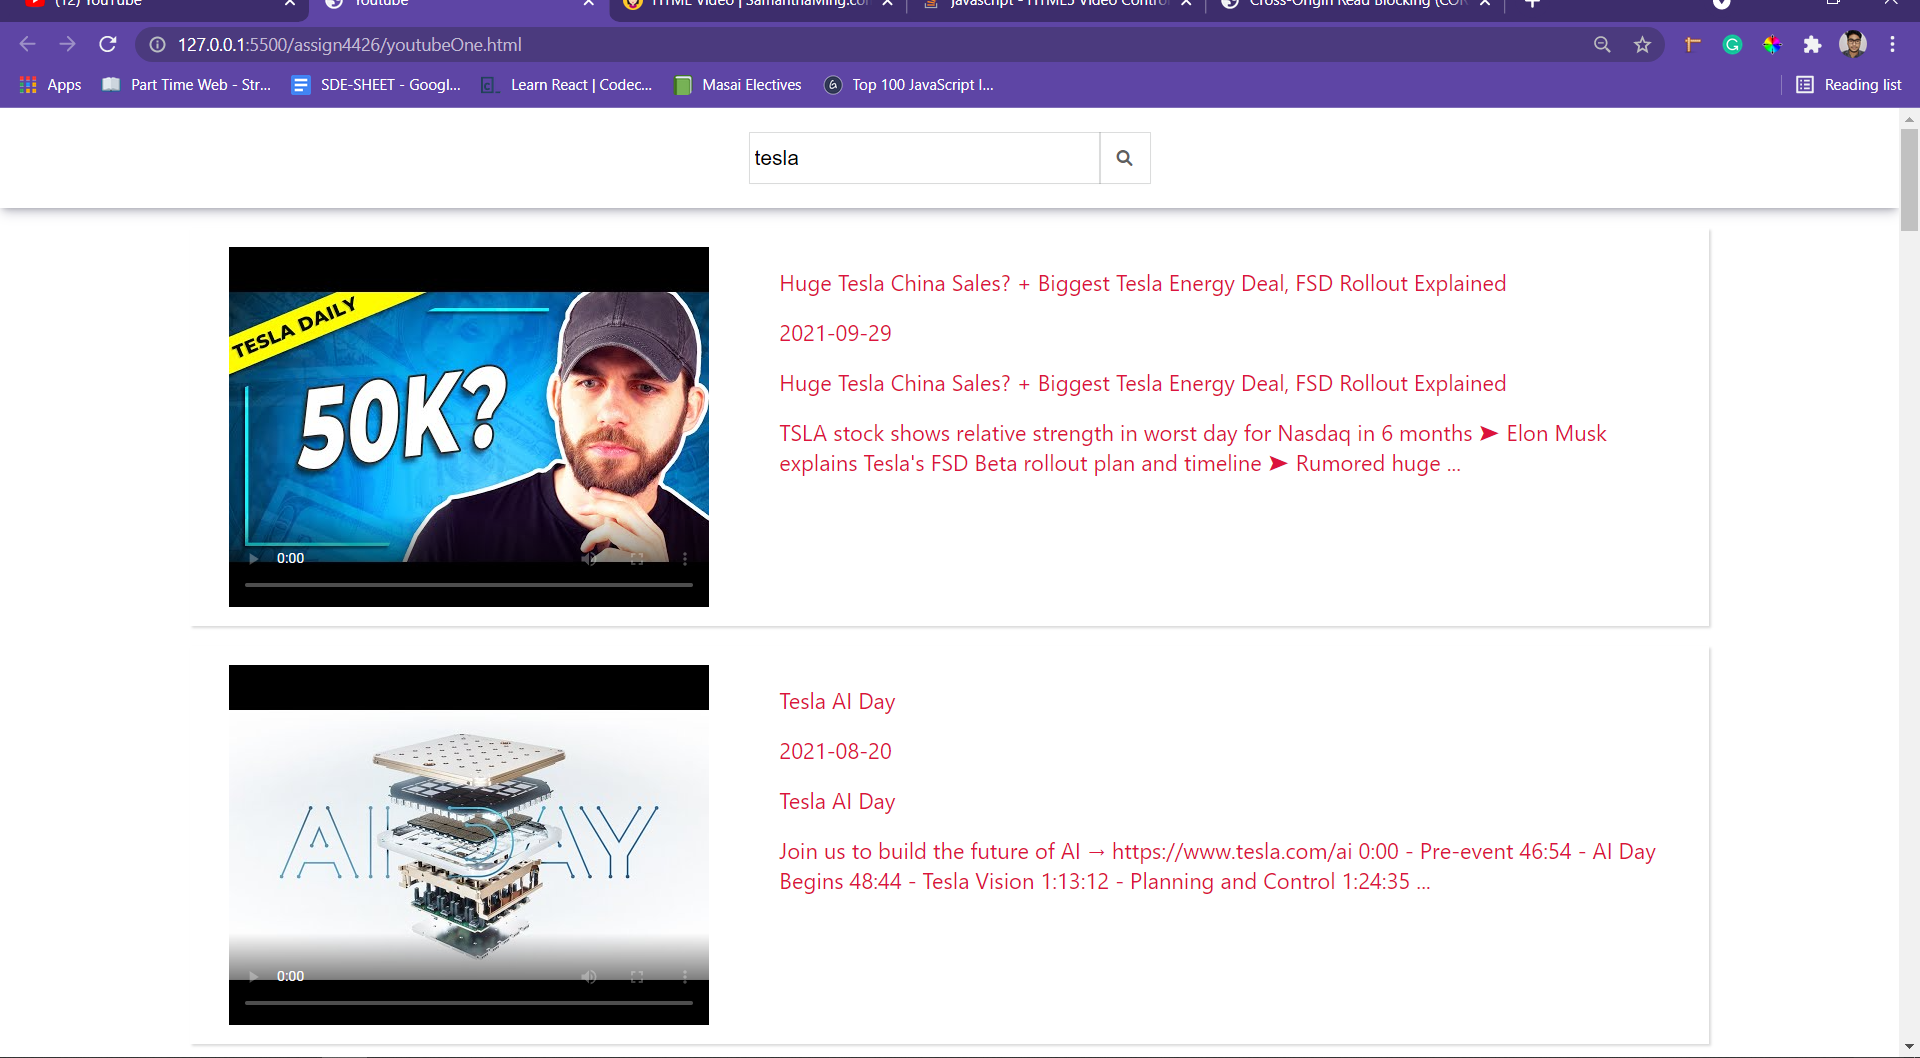 (12) YouTube
Youtube
HTML Video | SamanthaMing.com
javascript - HTML5 Video Control
Cross-Origin Read Blocking (COR
127.0.0.1:5500/assign4426/youtubeOne.html
Apps
Part Time Web - Str...
SDE-SHEET - Googl...
Learn React | Codec...
Masai Electives
Top 100 JavaScript I...
Reading list
tesla
TESLA DAILY
50K?
0:00
Huge Tesla China Sales? + Biggest Tesla Energy Deal, FSD Rollout Explained
2021-09-29
Huge Tesla China Sales? + Biggest Tesla Energy Deal, FSD Rollout Explained
TSLA stock shows relative strength in worst day for Nasdaq in 6 months ➤ Elon Musk
explains Tesla's FSD Beta rollout plan and timeline ➤ Rumored huge ...
AI DAY
0:00
Tesla AI Day
2021-08-20
Tesla AI Day
Join us to build the future of AI → https://www.tesla.com/ai 0:00 - Pre-event 46:54 - AI Day
Begins 48:44 - Tesla Vision 1:13:12 - Planning and Control 1:24:35 ...